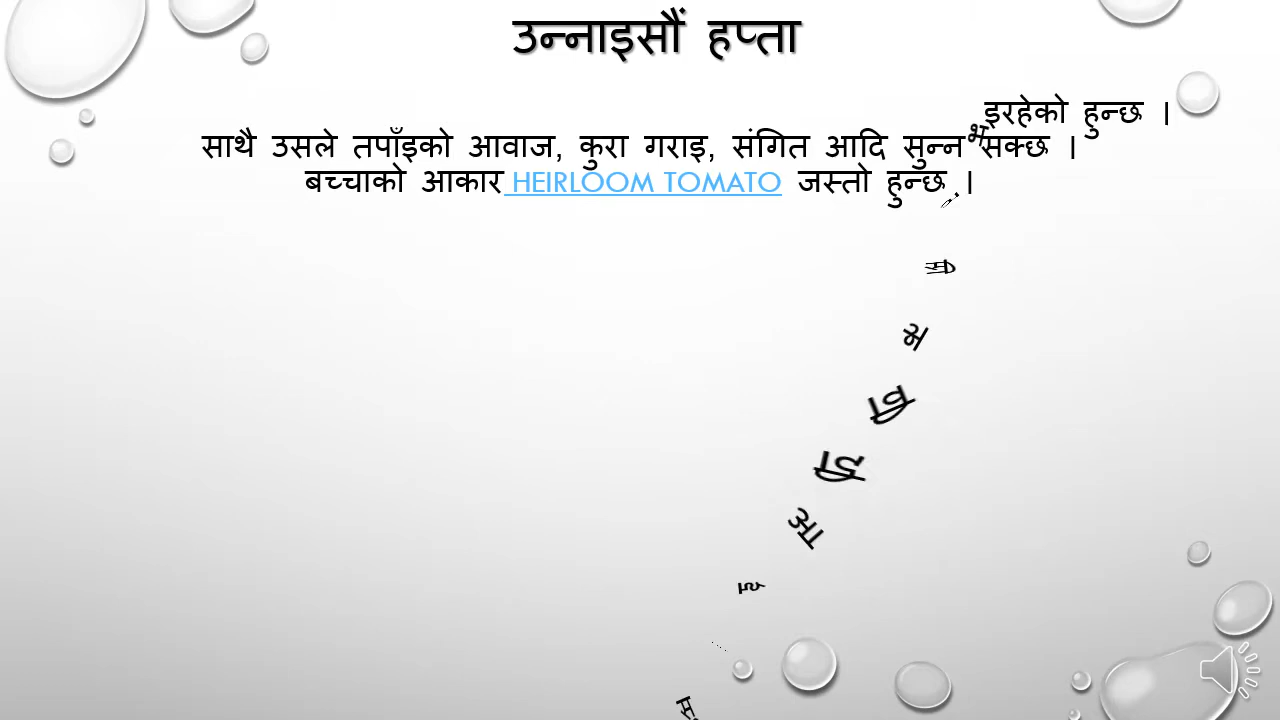 उन्नाइसौं हप्ता
इरहेको हुन्छ ।
साथै उसले तपाँइको आवाज, कुरा गराइ, संगित आदि सुन्न सक्छ ।
बच्चाको आकार HEIRLOOM TOMATO जस्तो हुन्छ ।